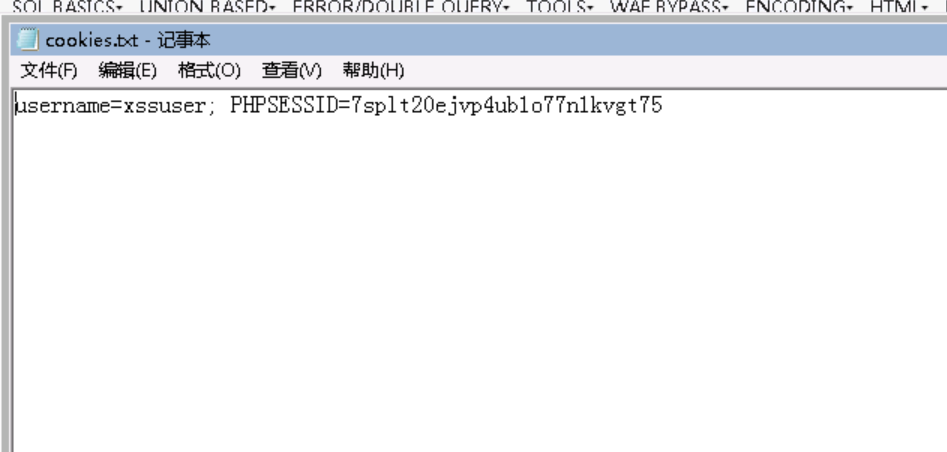 SQL BASICS▾ UNION BASED▾ ERROR/DOUBLE QUERY▾ TOOLS▾ WAF BYPASS▾ ENCODING▾ HTML▾
cookies.txt - 记事本
文件(F) 编辑(E) 格式(O) 查看(V) 帮助(H)
username=xssuser; PHPSESSID=7splt20ejvp4ub1o77n1kvgt75